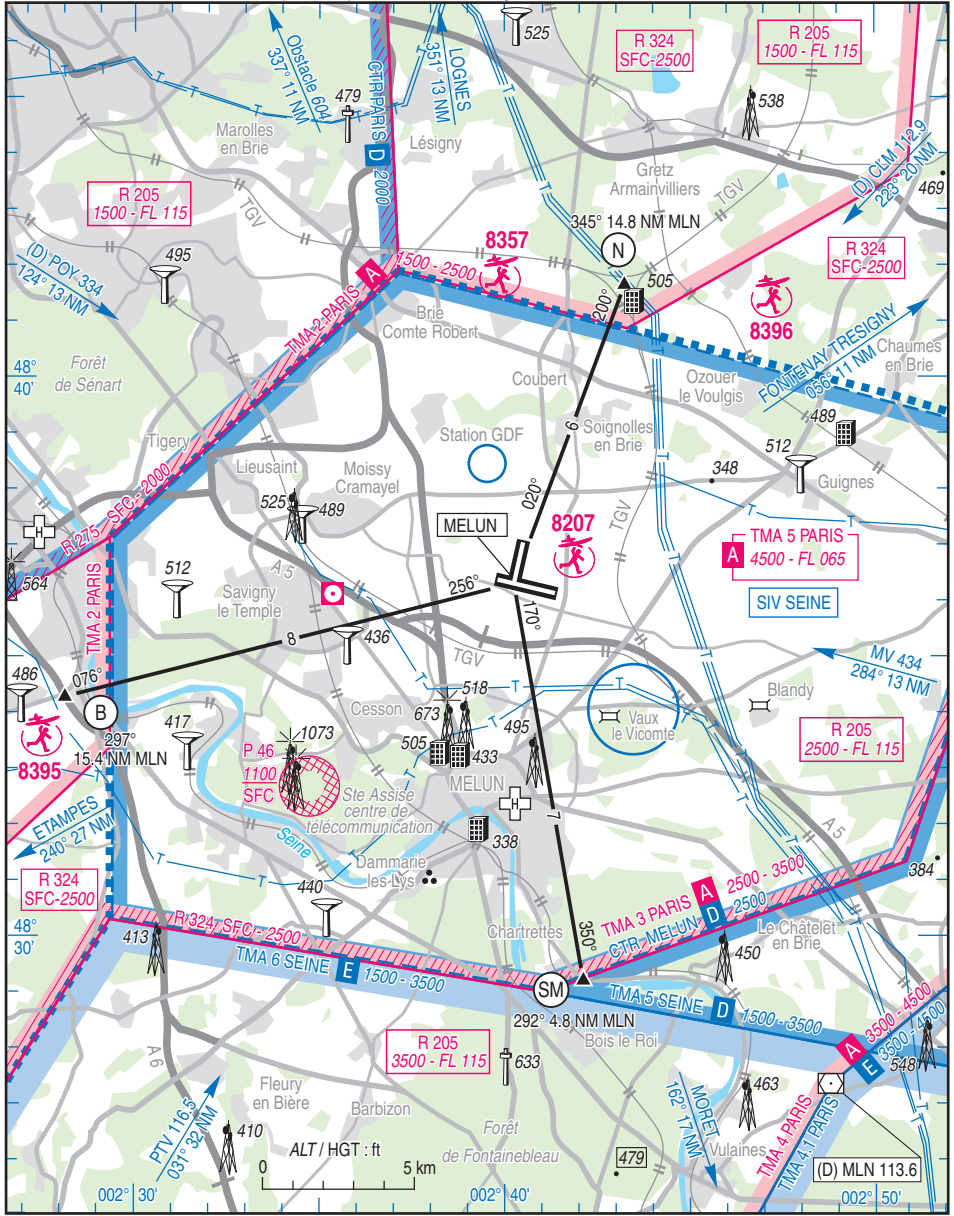 525
R 324
SFC-2500
R 205
1500 - FL 115
Obstacle 604
337° 11 NM
CTR PARIS D 2000
LOGNES
351° 13 NM
479
538
Marolles
en Brie
Lésigny
Gretz
Armainvilliers
(D) CLM 112.9
223° 20 NM
469
R 205
1500 - FL 115
TGV
TGV
345° 14.8 NM MLN
N
8357
R 324
SFC-2500
(D) POY 334
124° 13 NM
495
1500 - 2500
505
8396
TMA 2 PARIS A
200°
Brie
Comte Robert
Forêt
de Sénart
48°
40'
Coubert
Ozouer
le Voulgis
FONTENAY TRESIGNY
056° 11 NM
Chaumes
en Brie
489
Tigery
Station GDF
6
Soignolles
en Brie
512
Lieusaint
Moissy
Cramayel
348
Guignes
525
489
020°
TGV
R 275 - SFC - 2000
MELUN
8207
TMA 5 PARIS
A
4500 - FL 065
564
512
A 5
256°
170°
SIV SEINE
Savigny
le Temple
TMA 2 PARIS
8
436
TGV
MV 434
284° 13 NM
486
076°
B
Cesson
518
673
Blandy
417
297°
15.4 NM MLN
8395
1073
P 46
1100
SFC
505
433
495
Vaux
le Vicomte
R 205
2500 - FL 115
MELUN
H
Ste Assise
centre de
télécommunication
ETAMPES
240° 27 NM
Seine
338
7
A 5
Dammarie
les-Lys
384
R 324
SFC-2500
440
TMA 3 PARIS A 2500 - 3500
CTR MELUN D 2500
48°
30'
413
R 324 SFC - 2500
Chartrettes
350°
Le Châtelet
en Brie
450
TMA 6 SEINE E 1500 - 3500
SM
TMA 5 SEINE D 1500 - 3500
292° 4.8 NM MLN
Bois le Roi
A 3500 - 4500
E 3500 - 4500
548
R 205
3500 - FL 115
633
A 6
Fleury
en Bière
Barbizon
463
MORET
162° 17 NM
PTV 116.5
031° 32 NM
410
ALT / HGT : ft
0
5 km
Forêt
de Fontainebleau
479
Vulaines
TMA 4 PARIS
TMA 4.1 PARIS
(D) MLN 113.6
002° 30'
002° 40'
002° 50'